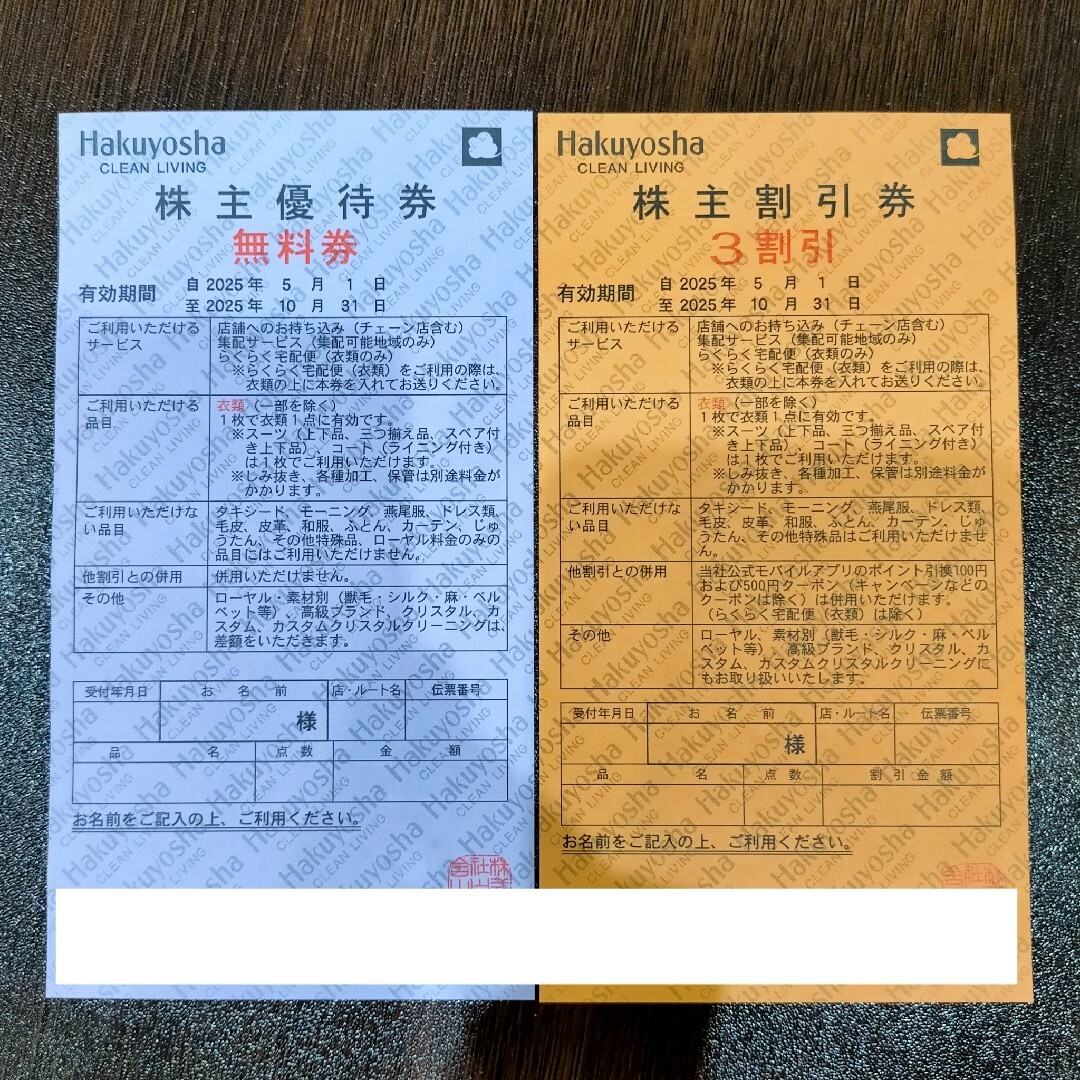 Hakuyosha
CLEAN LIVING
株主優待券
無料券
有効期間
自 2025年 5 月 1 日
至 2025年 10 月 31 日
ご利用いただける
サービス
店舗へのお持ち込み（チェーン店含む）
集配サービス（集配可能地域のみ）
らくらく宅配便（衣類のみ）
※らくらく宅配便（衣類）をご利用の際は、
衣類の上に本券を入れてお送りください。
ご利用いただける
品目
衣類（一部を除く）
1枚で衣類1点に有効です。
※スーツ（上下品、三つ揃え品、スペア付
き上下品）、コート（ライニング付き）
は1枚でご利用いただけます。
※しみ抜き、各種加工、保管は別途料金が
かかります。
ご利用いただけな
い品目
タキシード、モーニング、燕尾服、ドレス類、
毛皮、皮革、和服、ふとん、カーテン、じゅ
うたん、その他特殊品、ローヤル料金のみの
品目にはご利用いただけません。
他割引との併用
併用いただけません。
その他
ローヤル・素材別（獣毛・シルク・麻・ベル
ベット等）、高級ブランド、クリスタル、カ
スタム、カスタムクリスタルクリーニングは、
差額をいただきます。
受付年月日 お名前 店・ルート名 伝票番号
様
品名 点数 金額
お名前をご記入の上、ご利用ください。
Hakuyosha
CLEAN LIVING
株主割引券
3割引
有効期間
自 2025年 5 月 1 日
至 2025年 10 月 31 日
ご利用いただける
サービス
店舗へのお持ち込み（チェーン店含む）
集配サービス（集配可能地域のみ）
らくらく宅配便（衣類のみ）
※らくらく宅配便（衣類）をご利用の際は、
衣類の上に本券を入れてお送りください。
ご利用いただける
品目
衣類（一部を除く）
1枚で衣類1点に有効です。
※スーツ（上下品、三つ揃え品、スペア付
き上下品）、コート（ライニング付き）
は1枚でご利用いただけます。
※しみ抜き、各種加工、保管は別途料金が
かかります。
ご利用いただけな
い品目
タキシード、モーニング、燕尾服、ドレス類、
毛皮、皮革、和服、ふとん、カーテン、じゅ
うたん、その他特殊品はご利用いただけませ
ん。
他割引との併用
当社公式モバイルアプリのポイント引換100円
および500円クーポン（キャンペーンなどの
クーポンは除く）は併用いただけます。
（らくらく宅配便（衣類）は除く）
その他
ローヤル、素材別（獣毛・シルク・麻・ベル
ベット等）、高級ブランド、クリスタル、カ
スタム、カスタムクリスタルクリーニングに
もお取り扱いいたします。
受付年月日 お名前 店・ルート名 伝票番号
様
品名 点数 割引金額
お名前をご記入の上、ご利用ください。